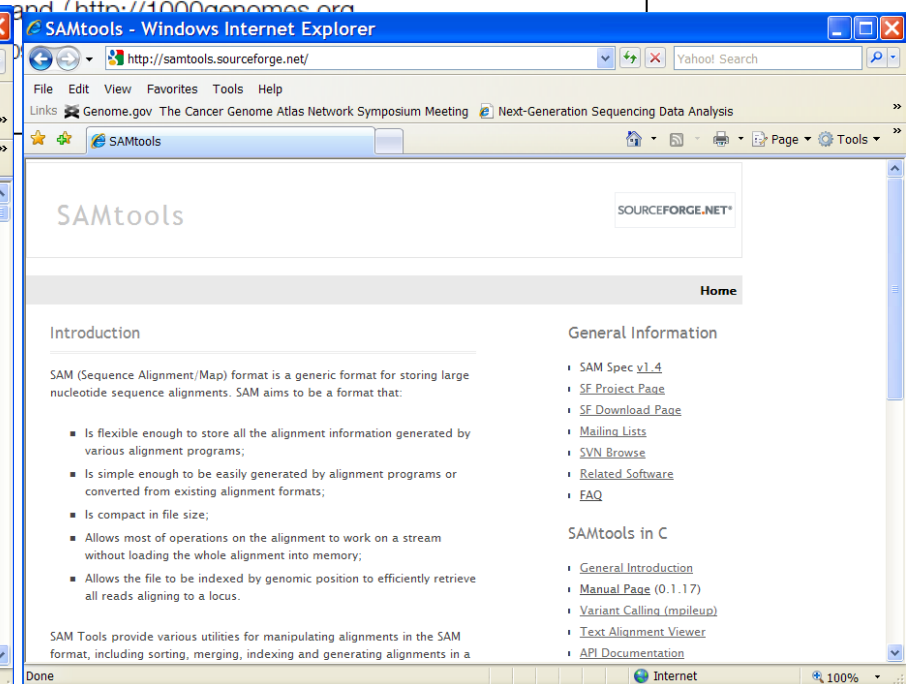 and (http://1000genomes.org
SAMtools - Windows Internet Explorer
http://samtools.sourceforge.net/
Yahoo! Search
File Edit View Favorites Tools Help
Links Genome.gov The Cancer Genome Atlas Network Symposium Meeting Next-Generation Sequencing Data Analysis »
SAMtools
Page Tools »
SAMtools
SOURCEFORGE.NET®
Home
Introduction
SAM (Sequence Alignment/Map) format is a generic format for storing large
nucleotide sequence alignments. SAM aims to be a format that:
Is flexible enough to store all the alignment information generated by
various alignment programs;
Is simple enough to be easily generated by alignment programs or
converted from existing alignment formats;
Is compact in file size;
Allows most of operations on the alignment to work on a stream
without loading the whole alignment into memory;
Allows the file to be indexed by genomic position to efficiently retrieve
all reads aligning to a locus.
SAM Tools provide various utilities for manipulating alignments in the SAM
format, including sorting, merging, indexing and generating alignments in a
General Information
SAM Spec v1.4
SF Project Page
SF Download Page
Mailing Lists
SVN Browse
Related Software
FAQ
SAMtools in C
General Introduction
Manual Page (0.1.17)
Variant Calling (mpileup)
Text Alignment Viewer
API Documentation
Done
Internet
100%